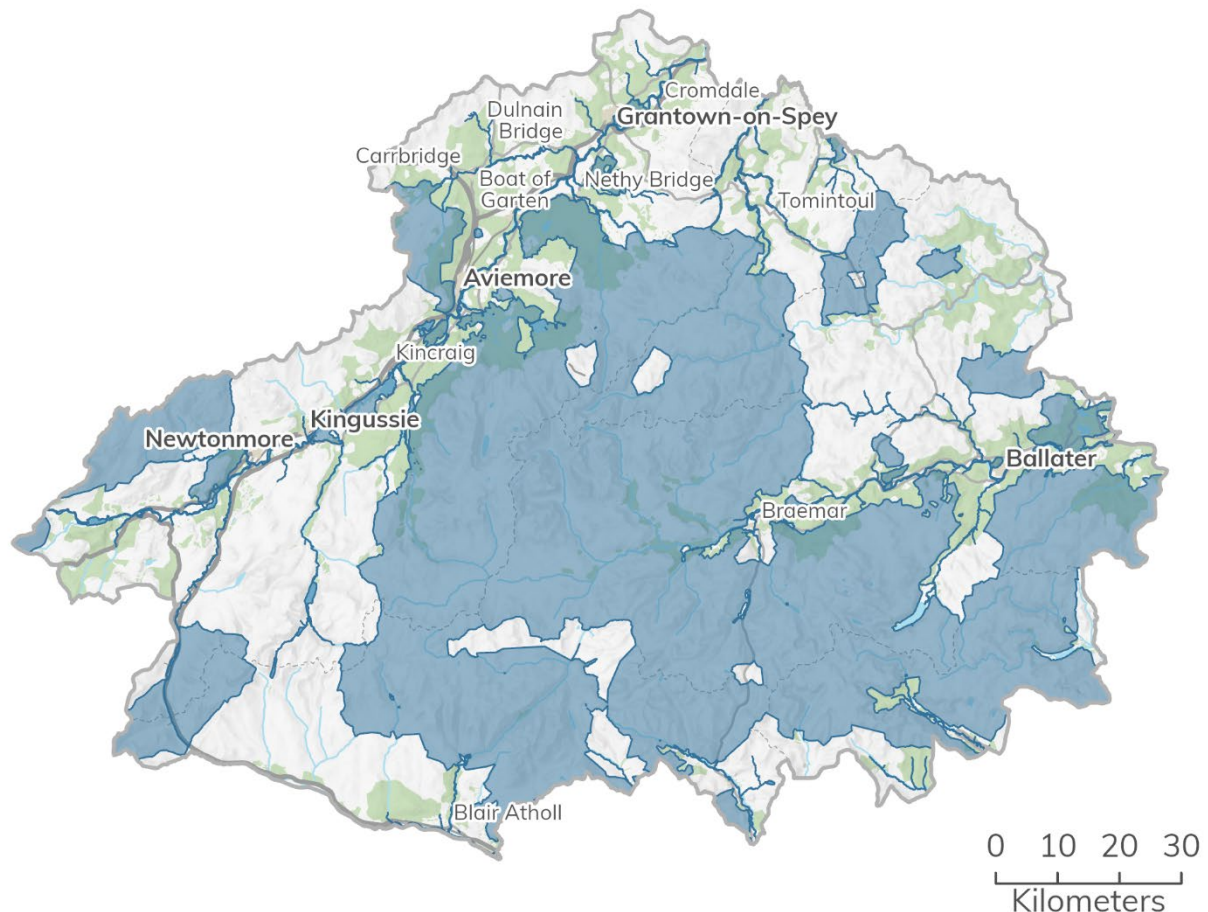 Cromdale
Grantown-on-Spey
Dulnain
Bridge
Carrbridge
Boat of
Garten
Nethy Bridge
Tomintoul
Aviemore
Kincraig
Kingussie
Newtonmore
Ballater
Braemar
Blair Atholl
0 10 20 30
Kilometers